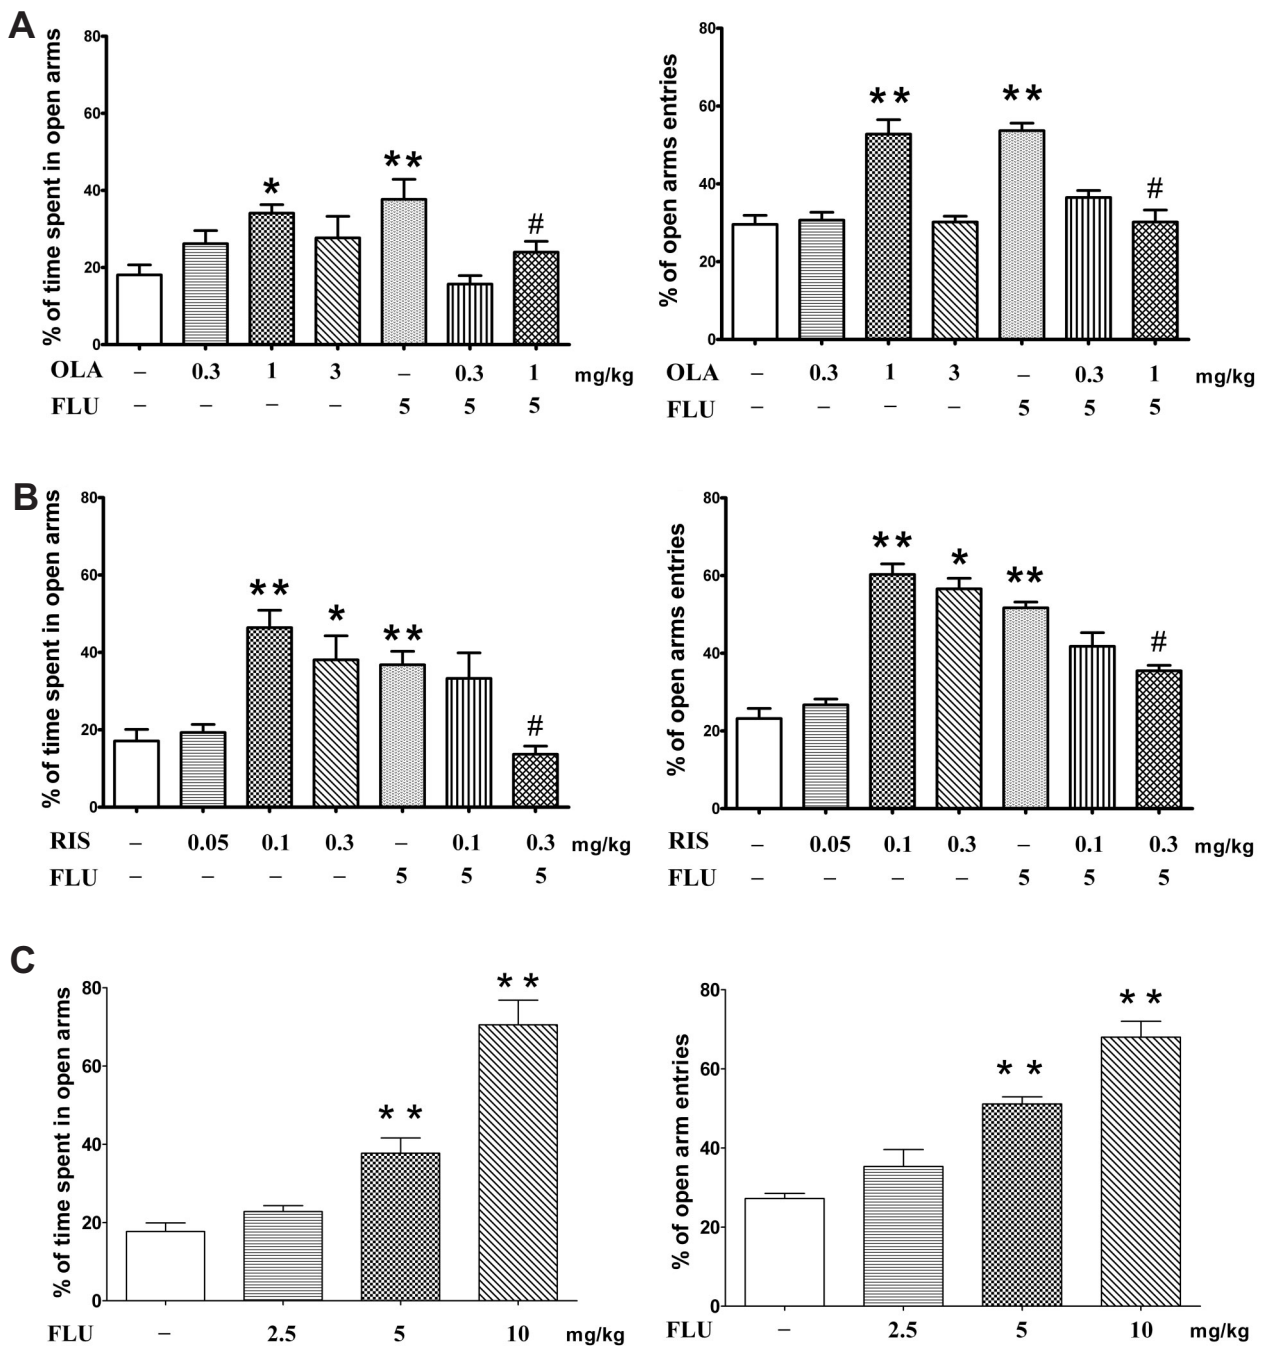 A
% of time spent in open arms
80
60
40
20
0
*
**
#
OLA – 0.3 1 3 – 0.3 1 mg/kg
FLU – – – – 5 5 5
% of open arms entries
80
60
40
20
0
**
**
#
OLA – 0.3 1 3 – 0.3 1 mg/kg
FLU – – – – 5 5 5
B
% of time spent in open arms
80
60
40
20
0
**
*
**
#
RIS – 0.05 0.1 0.3 – 0.1 0.3 mg/kg
FLU – – – – 5 5 5
% of open arms entries
80
60
40
20
0
**
*
**
#
RIS – 0.05 0.1 0.3 – 0.1 0.3 mg/kg
FLU – – – – 5 5 5
C
% of time spent in open arms
80
60
40
20
0
* *
* *
FLU – 2.5 5 10 mg/kg
% of open arm entries
80
60
40
20
0
* *
* *
FLU – 2.5 5 10 mg/kg